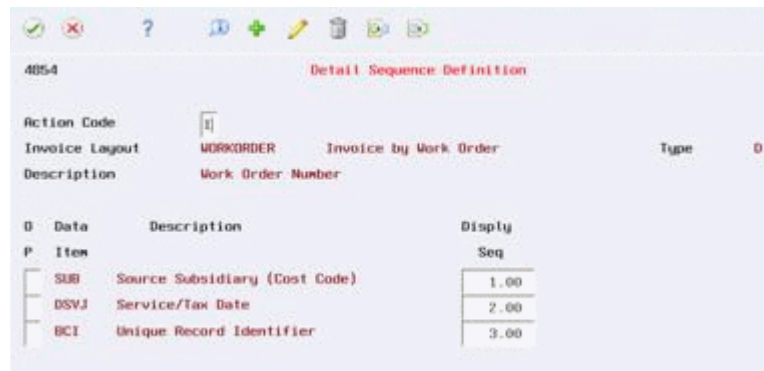 ?
4854 Detail Sequence Definition
Action Code I
Invoice Layout WORKORDER Invoice by Work Order Type D
Description Work Order Number
O Data Description Disply
P Item Seq
SUB Source Subsidiary (Cost Code) 1.00
DSVJ Service/Tax Date 2.00
BCI Unique Record Identifier 3.00